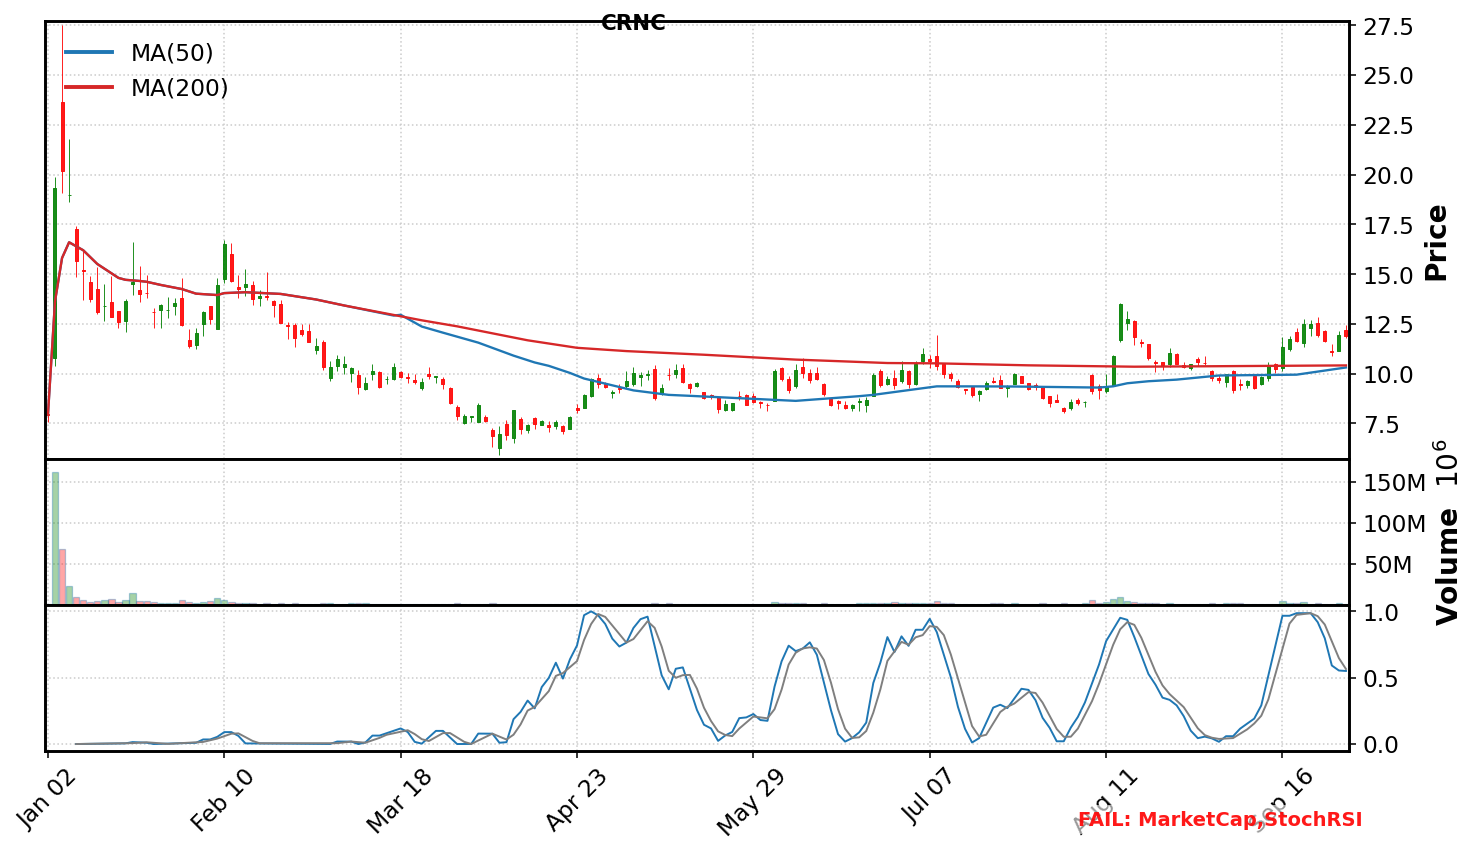 CRNC
MA(50)
MA(200)
27.5
25.0
22.5
20.0
17.5
15.0
12.5
10.0
7.5
Price
150M
100M
50M
Volume 10⁶
1.0
0.5
0.0
Jan 02
Feb 10
Mar 18
Apr 23
May 29
Jul 07
Aug 11
Sep 16
FAIL: MarketCap,StochRSI